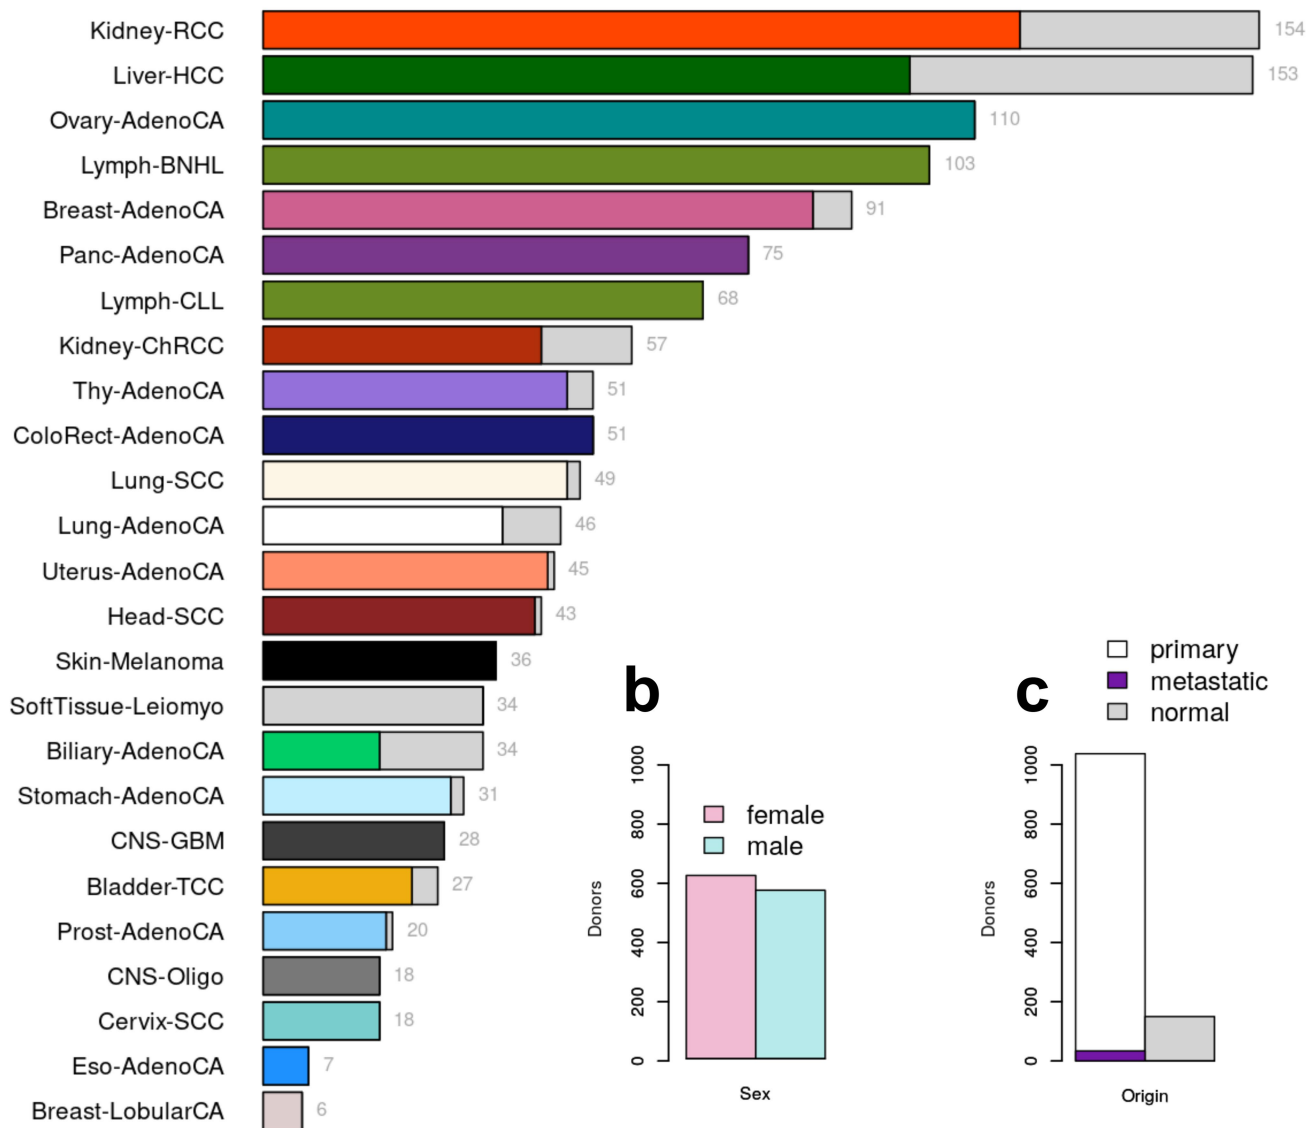 Kidney-RCC 154
Liver-HCC 153
Ovary-AdenoCA 110
Lymph-BNHL 103
Breast-AdenoCA 91
Panc-AdenoCA 75
Lymph-CLL 68
Kidney-ChRCC 57
Thy-AdenoCA 51
ColoRect-AdenoCA 51
Lung-SCC 49
Lung-AdenoCA 46
Uterus-AdenoCA 45
Head-SCC 43
Skin-Melanoma 36
SoftTissue-Leiomyo 34
Biliary-AdenoCA 34
Stomach-AdenoCA 31
CNS-GBM 28
Bladder-TCC 27
Prost-AdenoCA 20
CNS-Oligo 18
Cervix-SCC 18
Eso-AdenoCA 7
Breast-LobularCA 6
b
female
male
Donors
1000
800
600
400
200
0
Sex
c
primary
metastatic
normal
Donors
1000
800
600
400
200
0
Origin